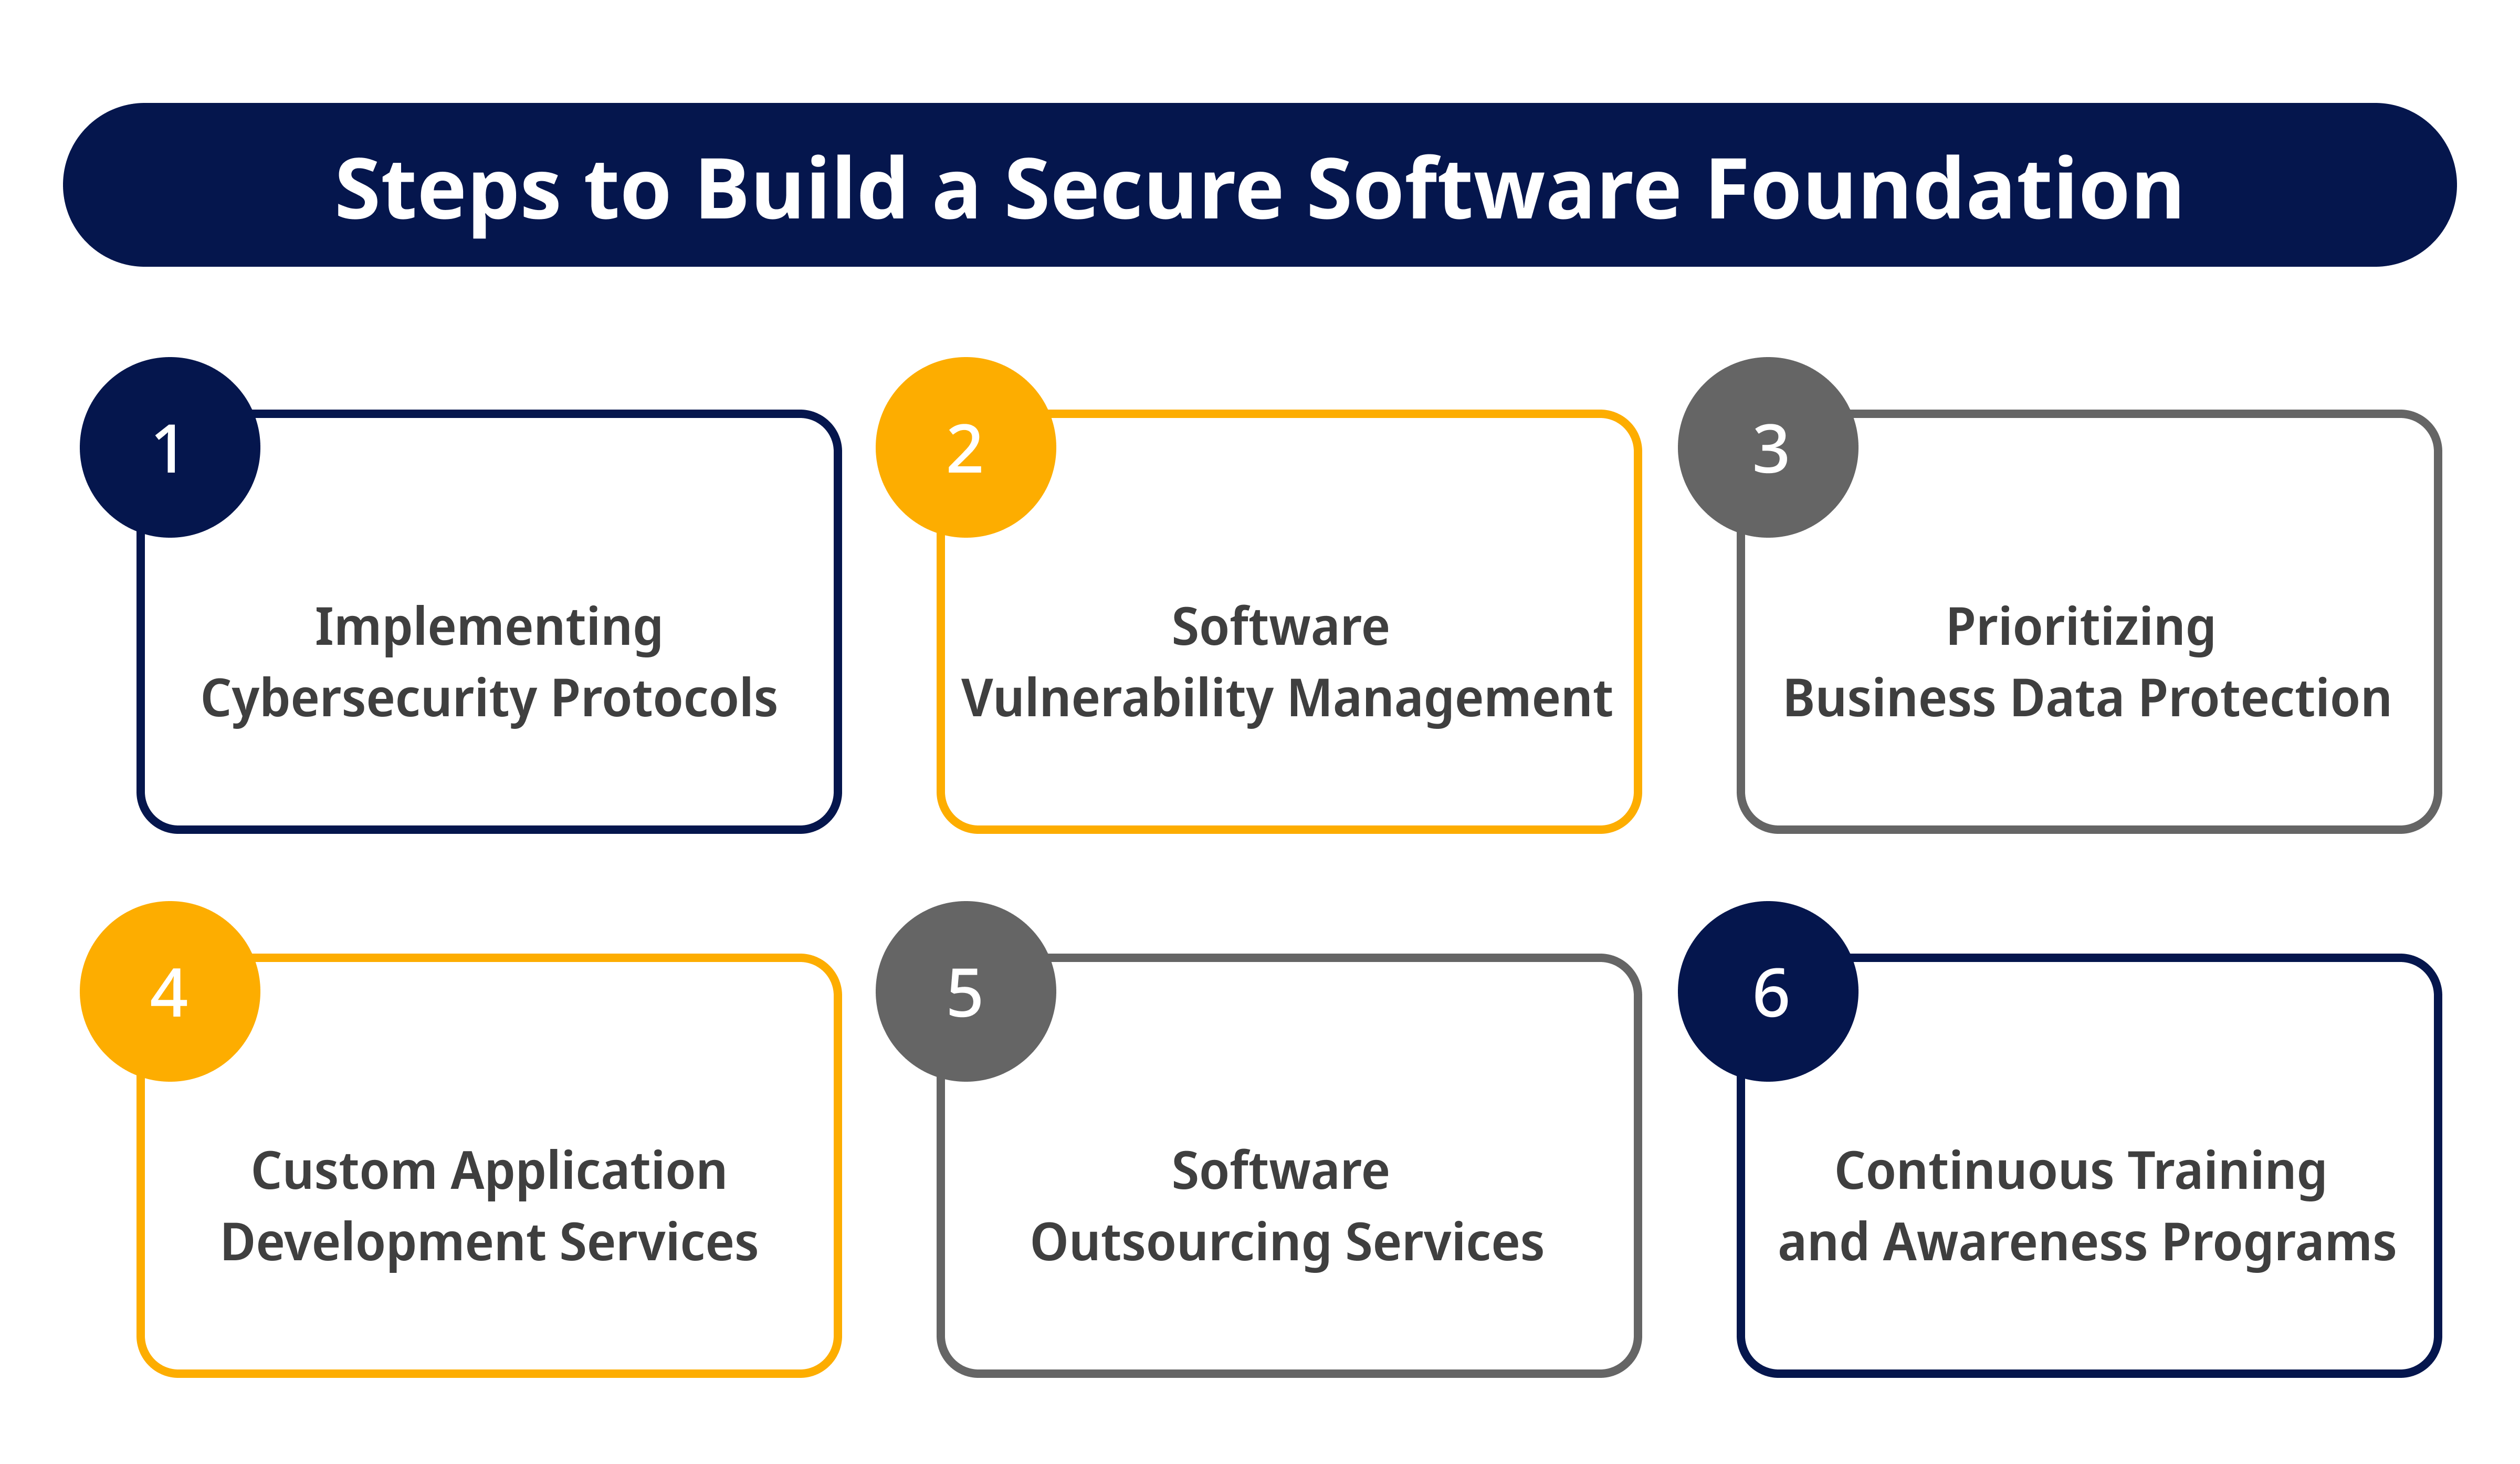 Steps to Build a Secure Software Foundation
1
Implementing
Cybersecurity Protocols
2
Software
Vulnerability Management
3
Prioritizing
Business Data Protection
4
Custom Application
Development Services
5
Software
Outsourcing Services
6
Continuous Training
and Awareness Programs